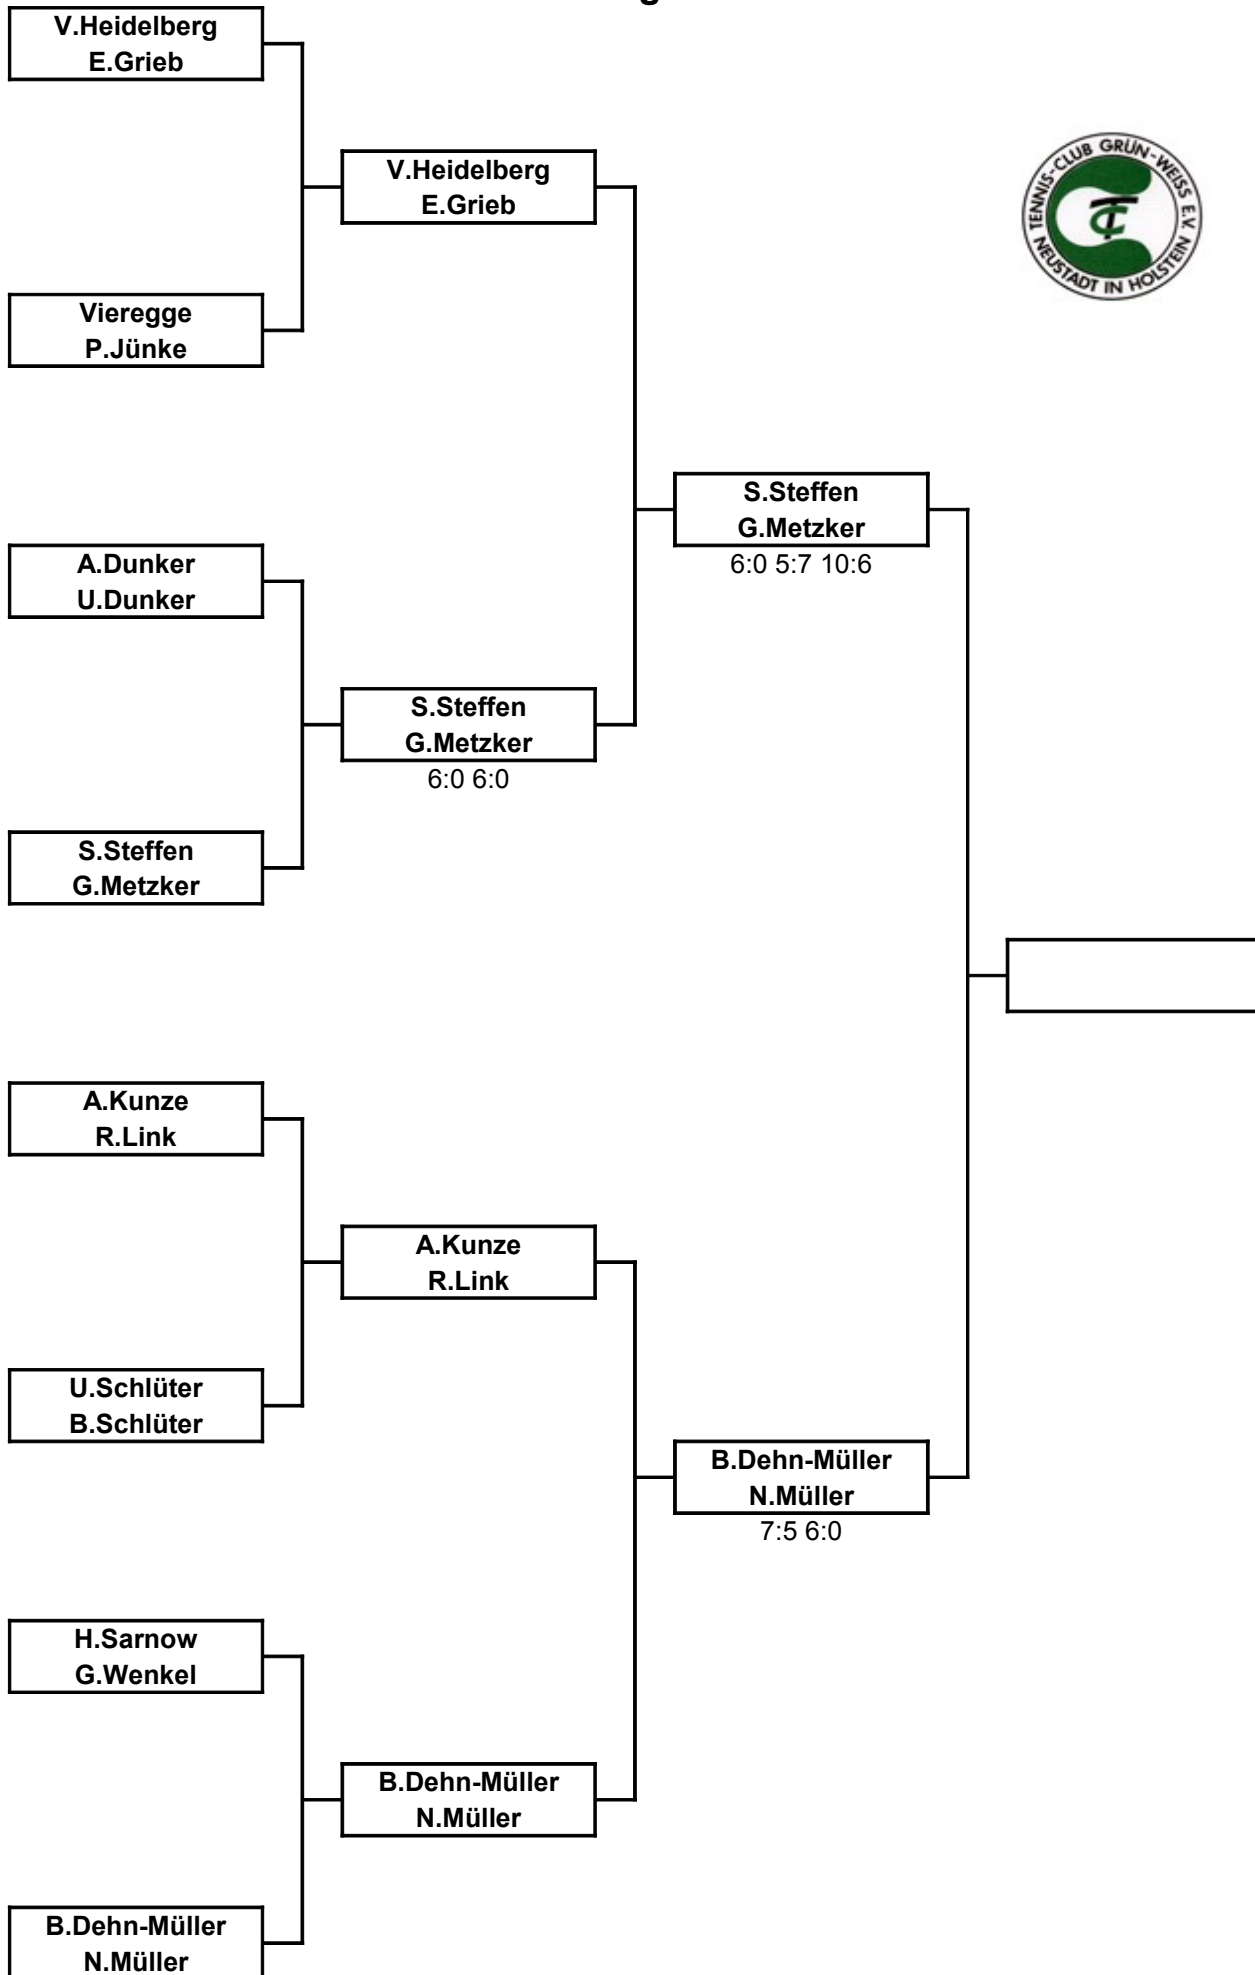 V.Heidelberg
E.Grieb
V.Heidelberg
E.Grieb
TENNIS-CLUB GRÜN-WEISS E.V.
NEUSTADT IN HOLSTEIN
Vieregge
P.Jünke
S.Steffen
G.Metzker
6:0 5:7 10:6
A.Dunker
U.Dunker
S.Steffen
G.Metzker
6:0 6:0
S.Steffen
G.Metzker
A.Kunze
R.Link
A.Kunze
R.Link
U.Schlüter
B.Schlüter
B.Dehn-Müller
N.Müller
7:5 6:0
H.Sarnow
G.Wenkel
B.Dehn-Müller
N.Müller
B.Dehn-Müller
N.Müller